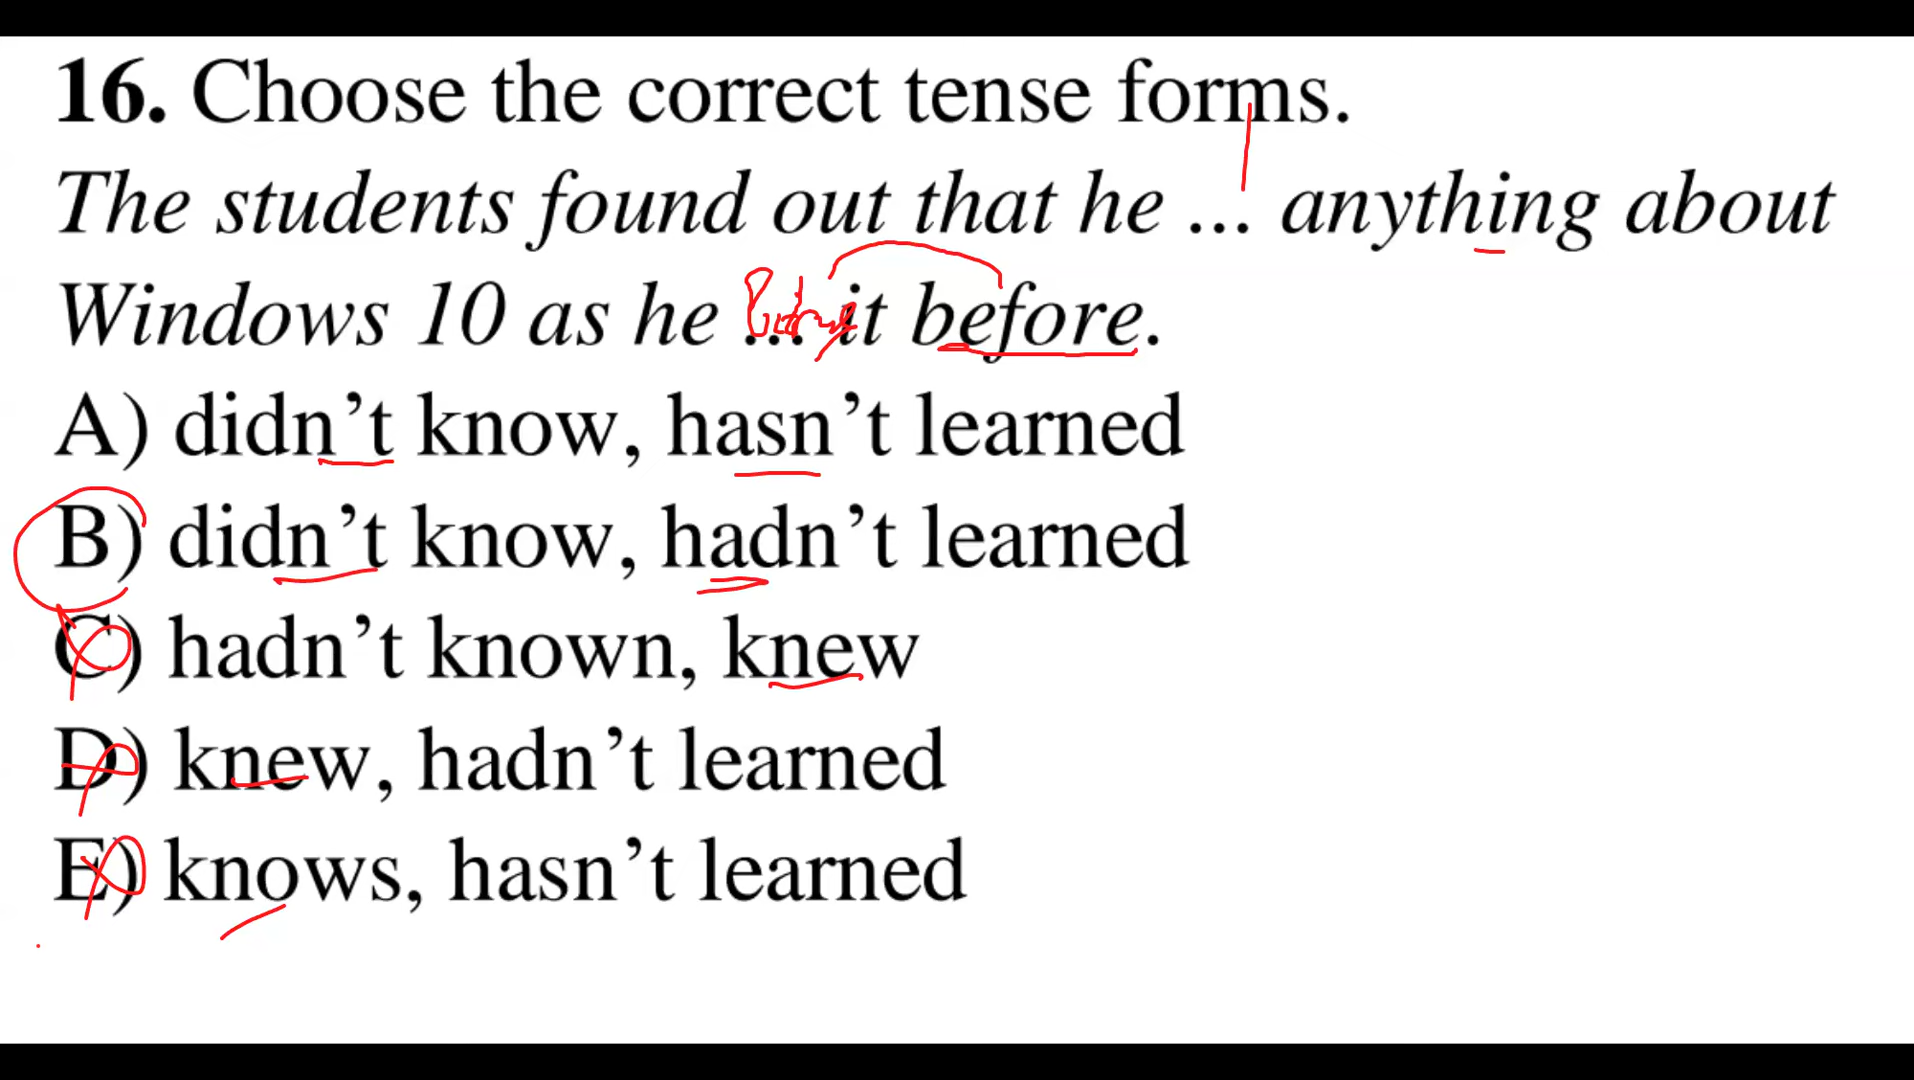 16. Choose the correct tense forms.
The students found out that he ... anything about
Windows 10 as he ... it before.
A) didn’t know, hasn’t learned
B) didn’t know, hadn’t learned
C) hadn’t known, knew
D) knew, hadn’t learned
E) knows, hasn’t learned